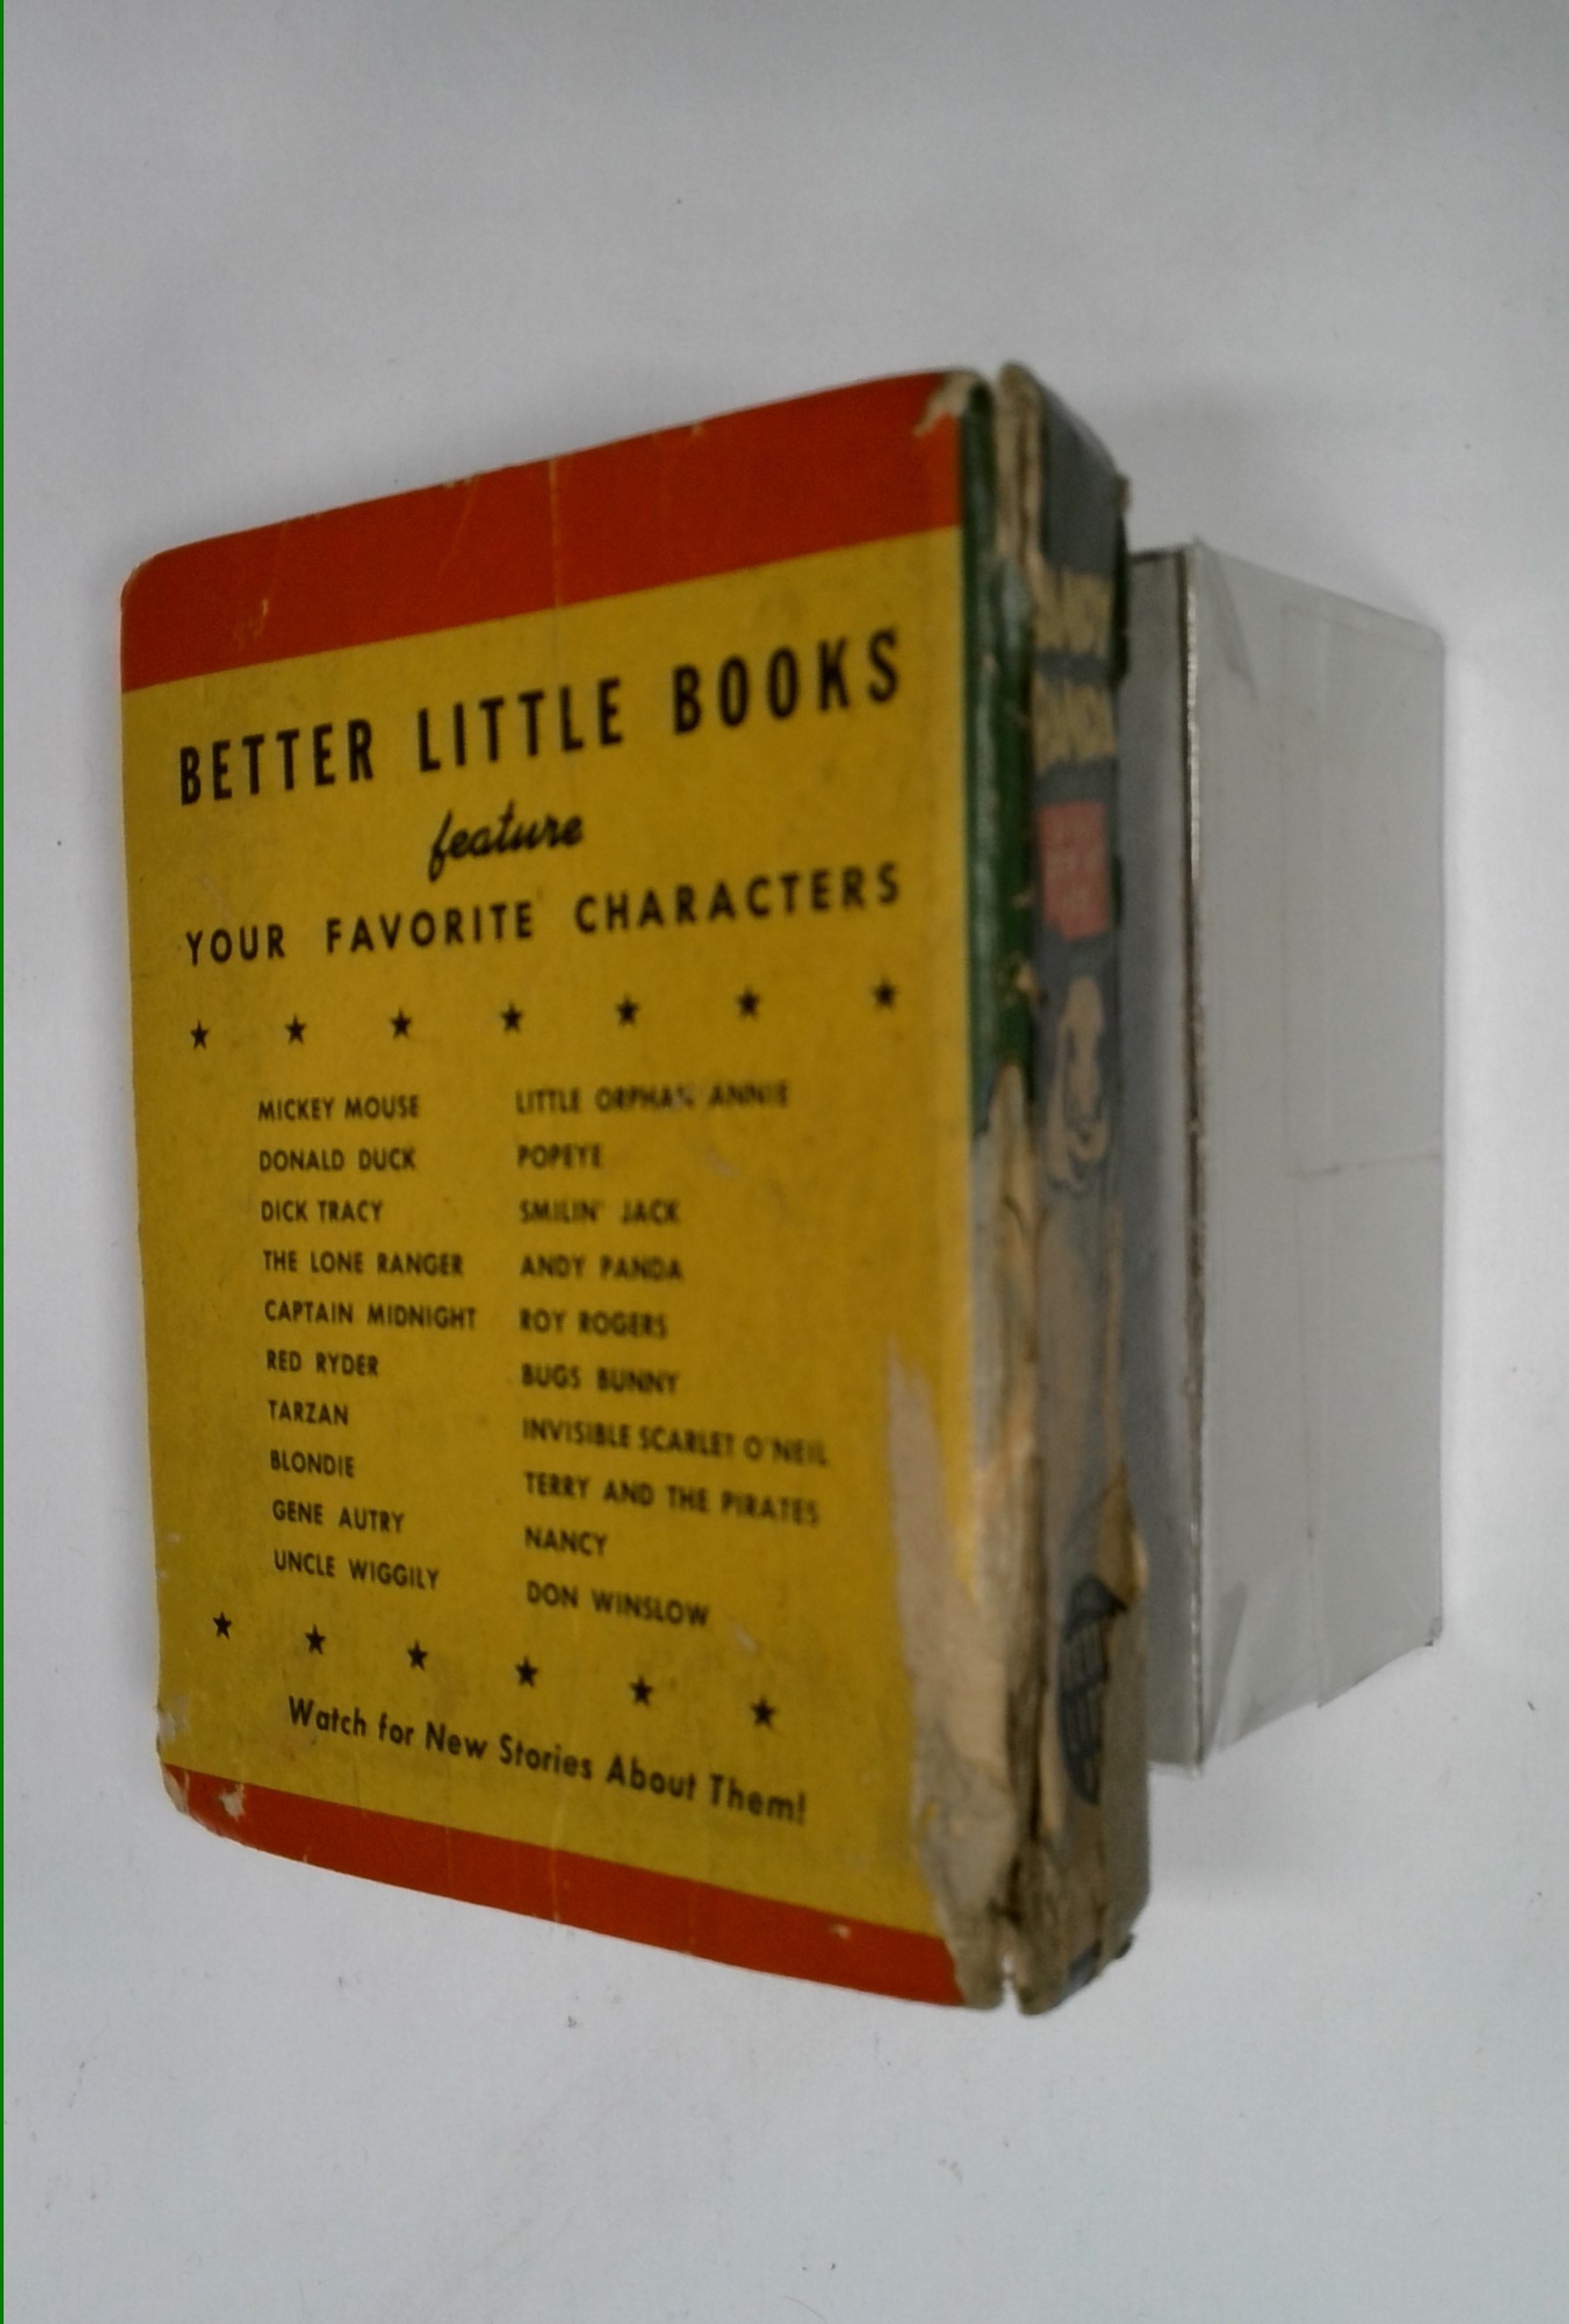 BETTER LITTLE BOOKS
feature
YOUR FAVORITE CHARACTERS
MICKEY MOUSE
DONALD DUCK
DICK TRACY
THE LONE RANGER
CAPTAIN MIDNIGHT
RED RYDER
TARZAN
BLONDIE
GENE AUTRY
UNCLE WIGGILY
LITTLE ORPHAN ANNIE
POPEYE
SMILIN' JACK
ANDY PANDA
ROY ROGERS
BUGS BUNNY
INVISIBLE SCARLET O'NEIL
TERRY AND THE PIRATES
NANCY
DON WINSLOW
Watch for New Stories About Them!
ANDY
PANDA